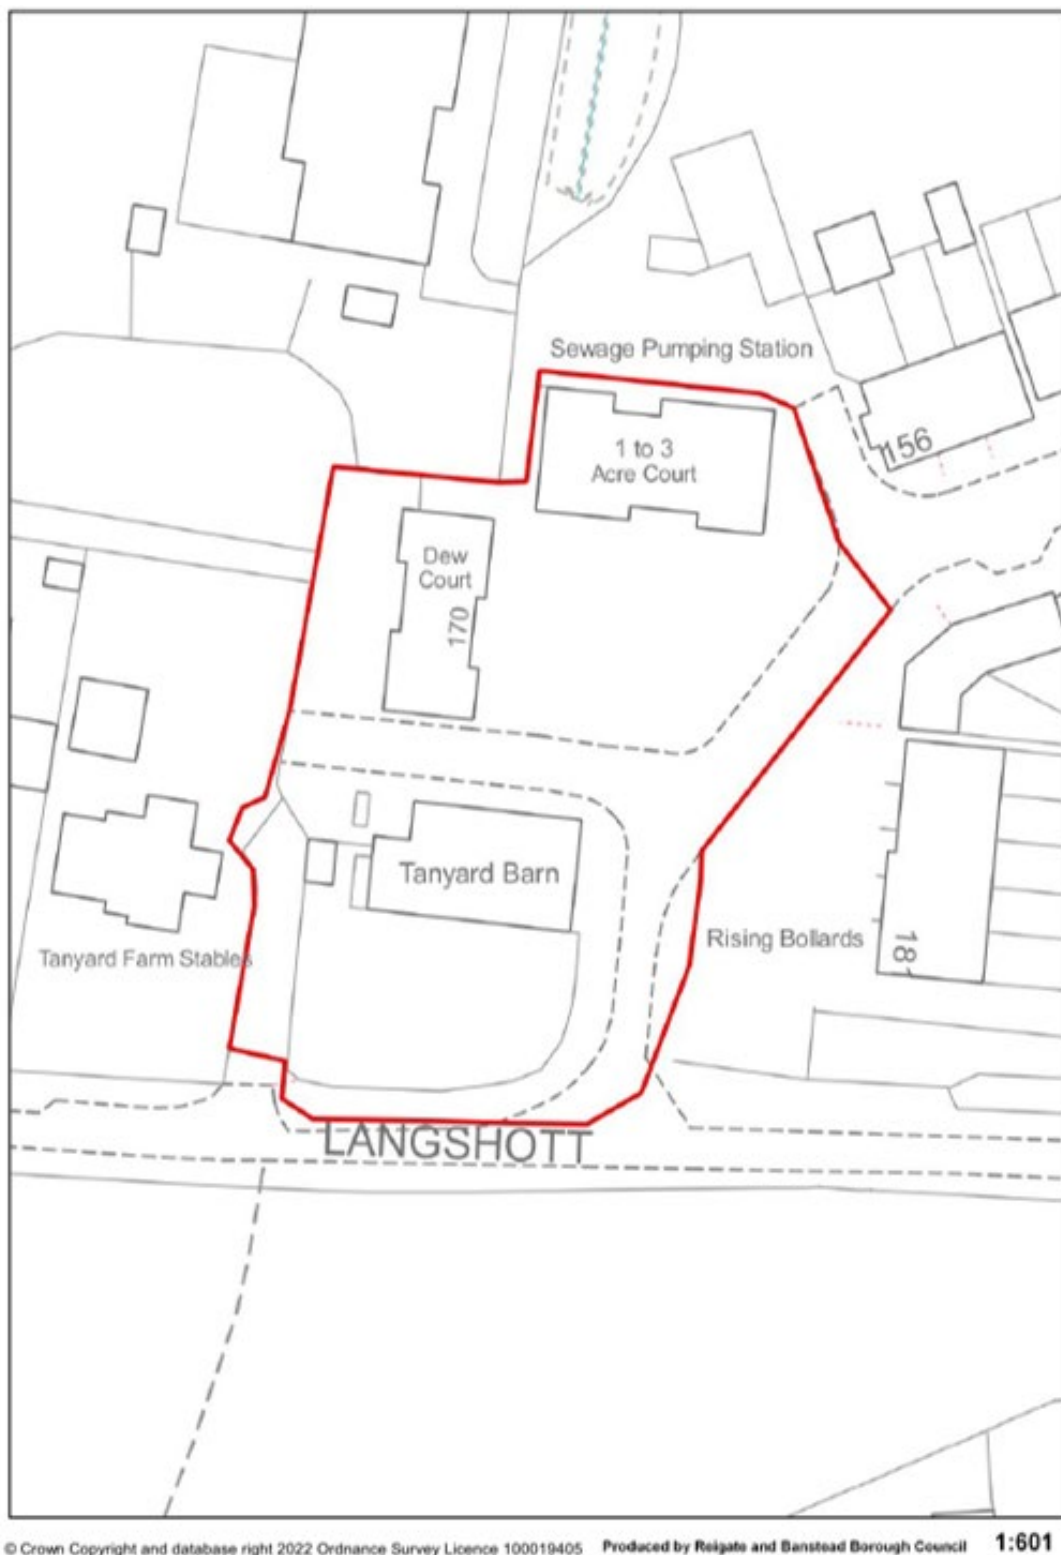 Sewage Pumping Station
1 to 3
Acre Court
156
Dew
Court
170
Tanyard Barn
Rising Bollards
181
Tanyard Farm Stables
LANGSHOTT
© Crown Copyright and database right 2022 Ordnance Survey Licence 100019405 Produced by Reigate and Banstead Borough Council 1:601